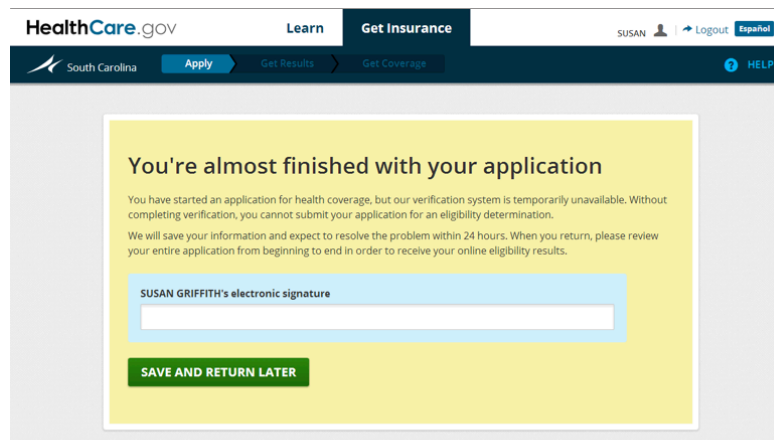 HealthCare.gov Learn Get Insurance SUSAN Logout Español
South Carolina Apply Get Results Get Coverage ? HELP
You're almost finished with your application
You have started an application for health coverage, but our verification system is temporarily unavailable. Without
completing verification, you cannot submit your application for an eligibility determination.
We will save your information and expect to resolve the problem within 24 hours. When you return, please review
your entire application from beginning to end in order to receive your online eligibility results.
SUSAN GRIFFITH's electronic signature
SAVE AND RETURN LATER